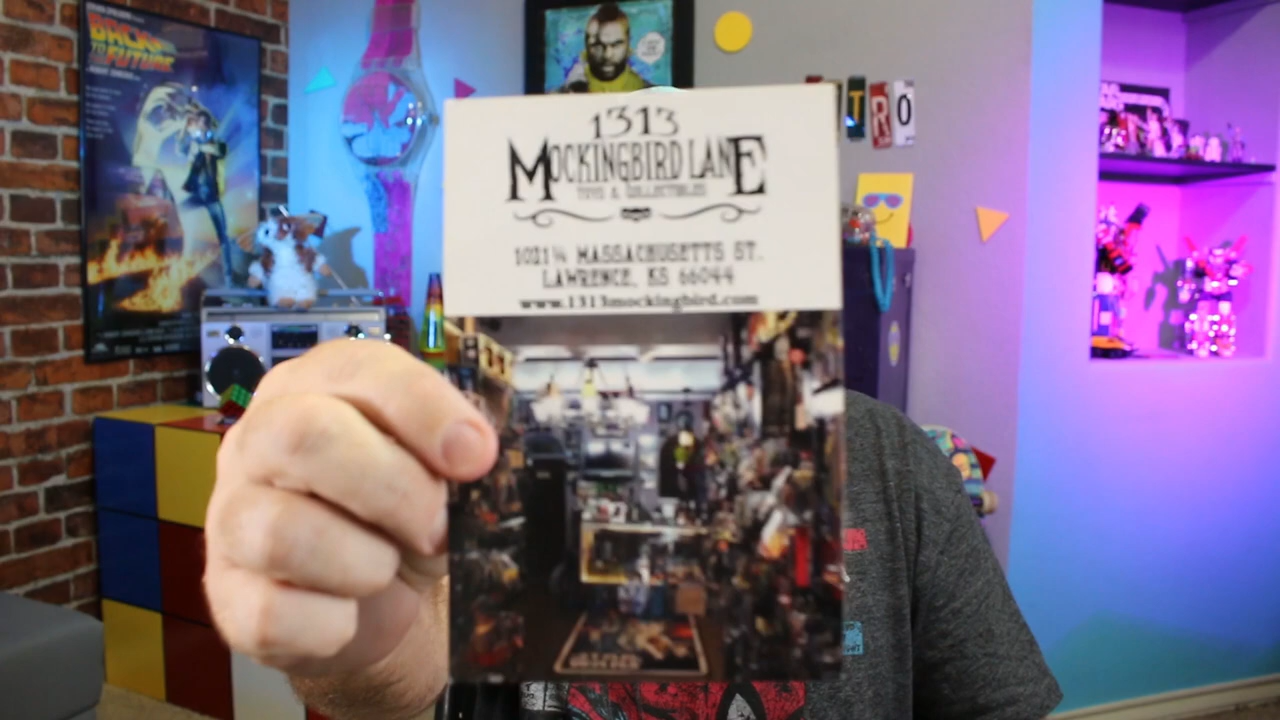 BACK
TO THE
FUTURE
TRO
1313
MOCKINGBIRD LANE
TOYS & COLLECTIBLES
1021¼ MASSACHUSETTS ST.
LAWRENCE, KS 66044
www.1313mockingbird.com